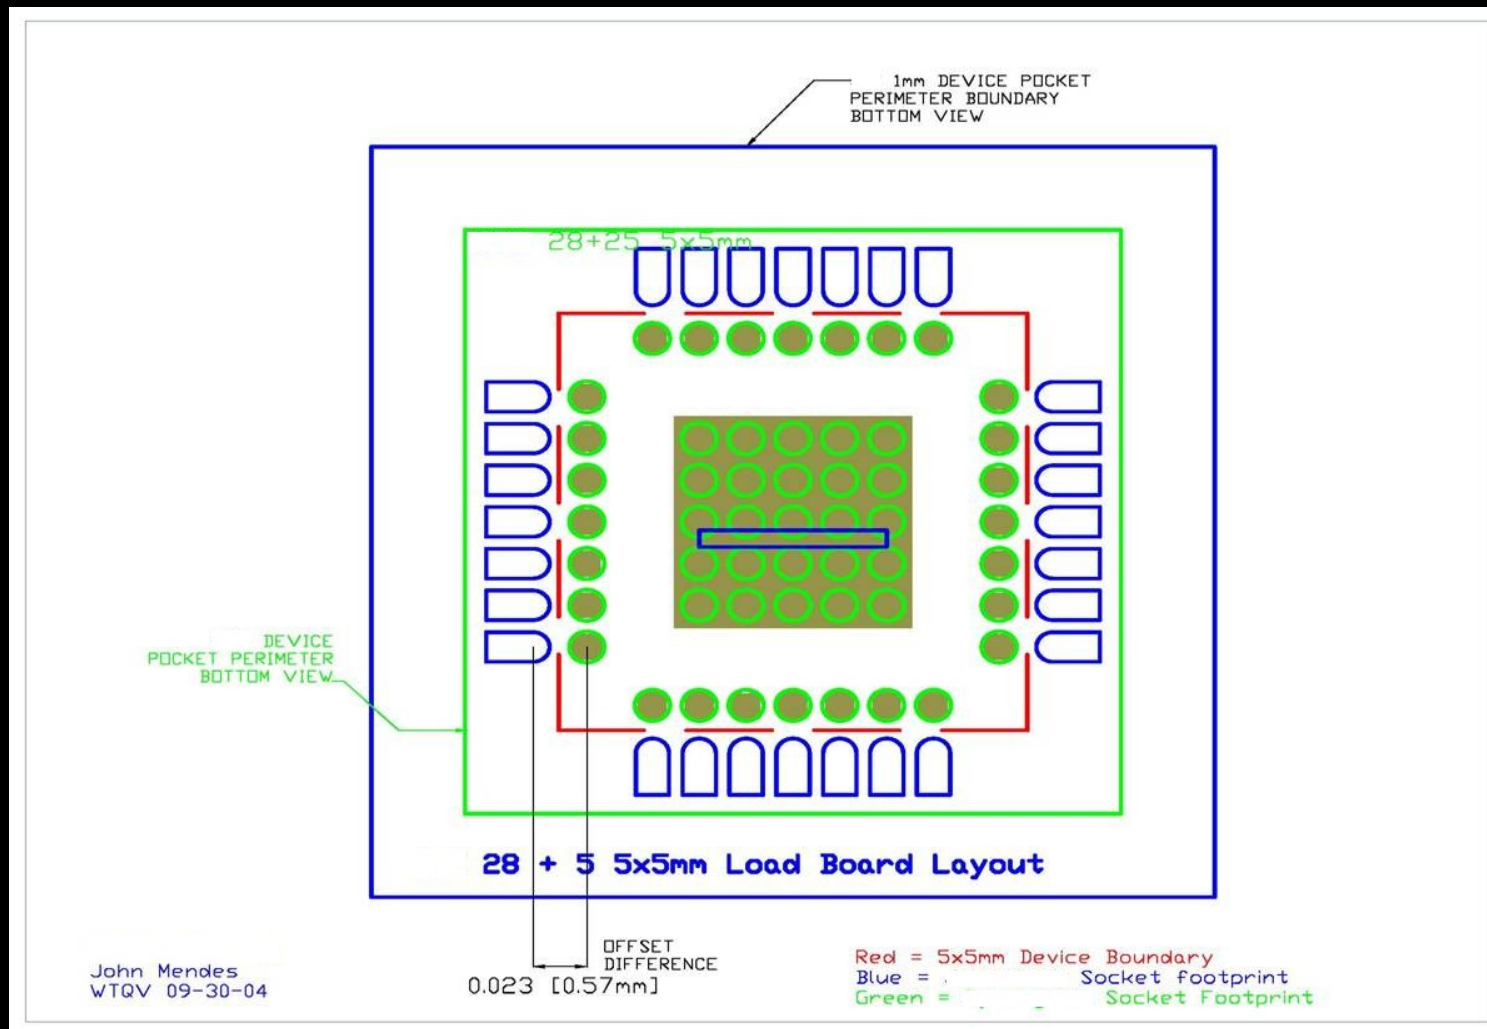 1mm DEVICE POCKET
PERIMETER BOUNDARY
BOTTOM VIEW
28+25 5x5mm
DEVICE
POCKET PERIMETER
BOTTOM VIEW
28 + 5 5x5mm Load Board Layout
OFFSET
DIFFERENCE
0.023 [0.57mm]
John Mendes
WTQV 09-30-04
Red = 5x5mm Device Boundary
Blue = Socket footprint
Green = Socket Footprint